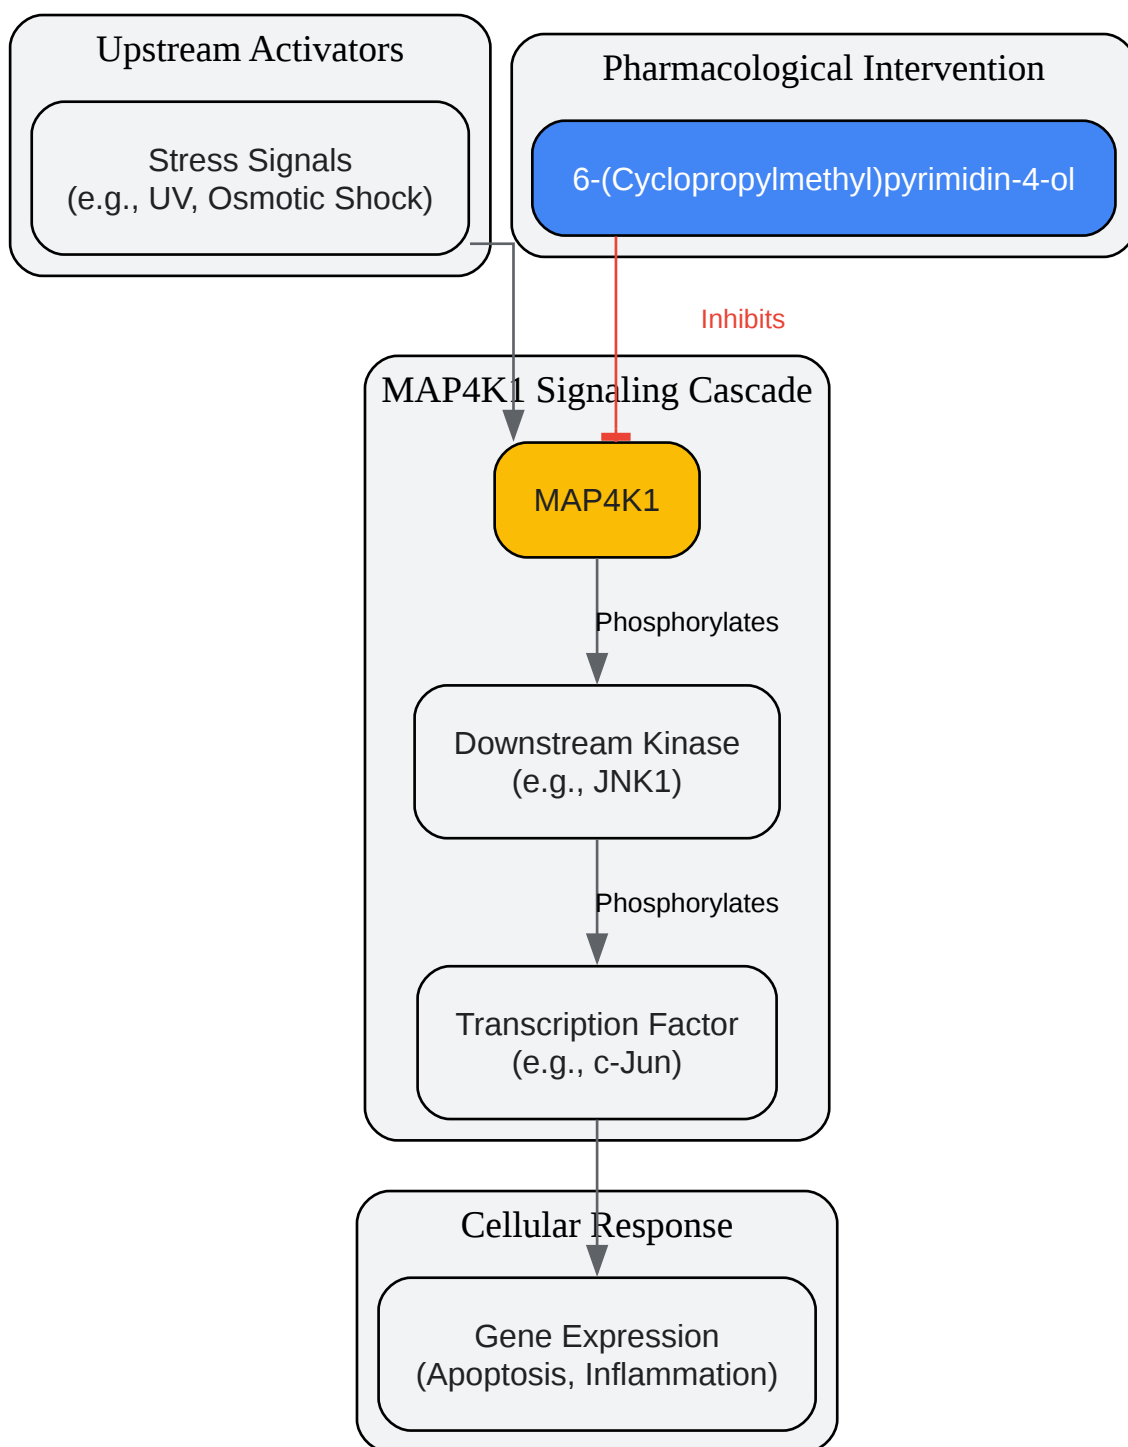 Upstream Activators
Stress Signals
(e.g., UV, Osmotic Shock)
Pharmacological Intervention
6-(Cyclopropylmethyl)pyrimidin-4-ol
Inhibits
MAP4K1 Signaling Cascade
MAP4K1
Phosphorylates
Downstream Kinase
(e.g., JNK1)
Phosphorylates
Transcription Factor
(e.g., c-Jun)
Cellular Response
Gene Expression
(Apoptosis, Inflammation)